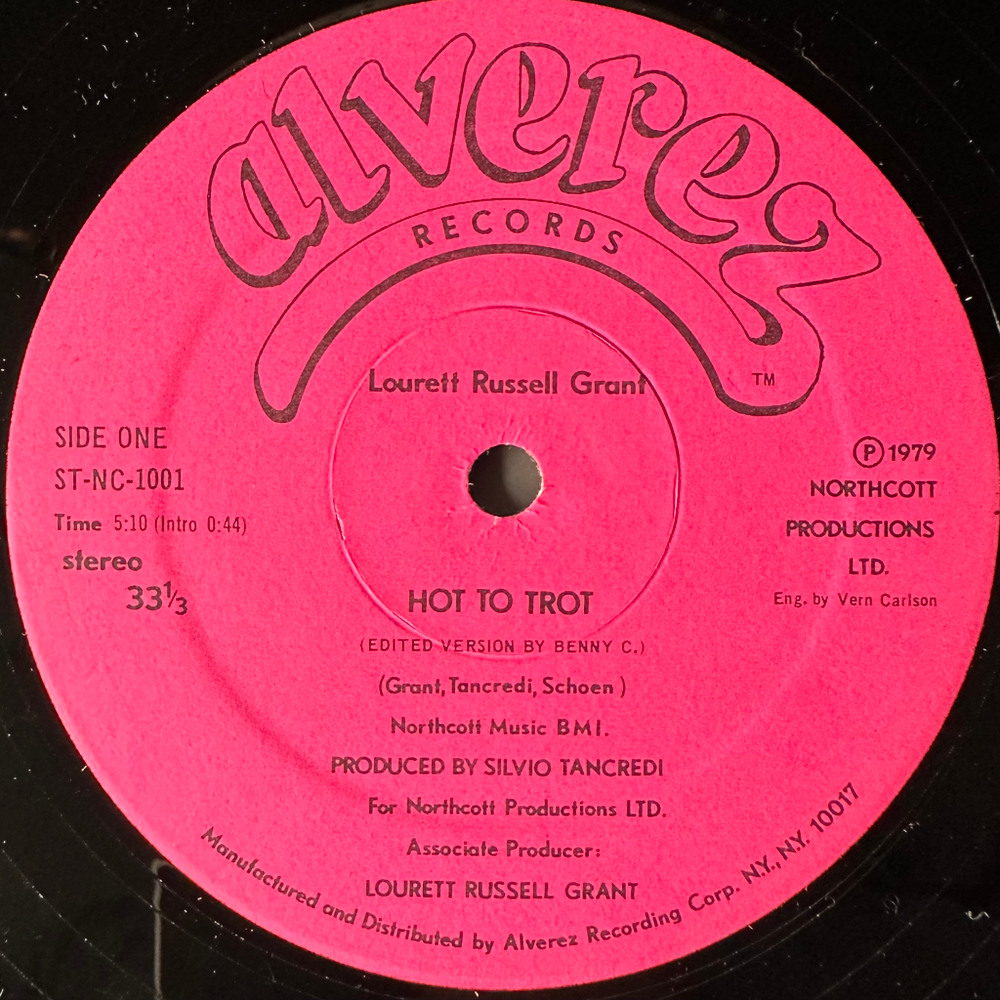 alverez
RECORDS
TM
Lourett Russell Grant
SIDE ONE
ST-NC-1001
Time 5:10 (Intro 0:44)
stereo
33⅓
Ⓟ 1979
NORTHCOTT
PRODUCTIONS
LTD.
Eng. by Vern Carlson
HOT TO TROT
(EDITED VERSION BY BENNY C.)
(Grant, Tancredi, Schoen )
Northcott Music BMI.
PRODUCED BY SILVIO TANCREDI
For Northcott Productions LTD.
Associate Producer:
LOURETT RUSSELL GRANT
Manufactured and Distributed by Alverez Recording Corp. N.Y., N.Y. 10017